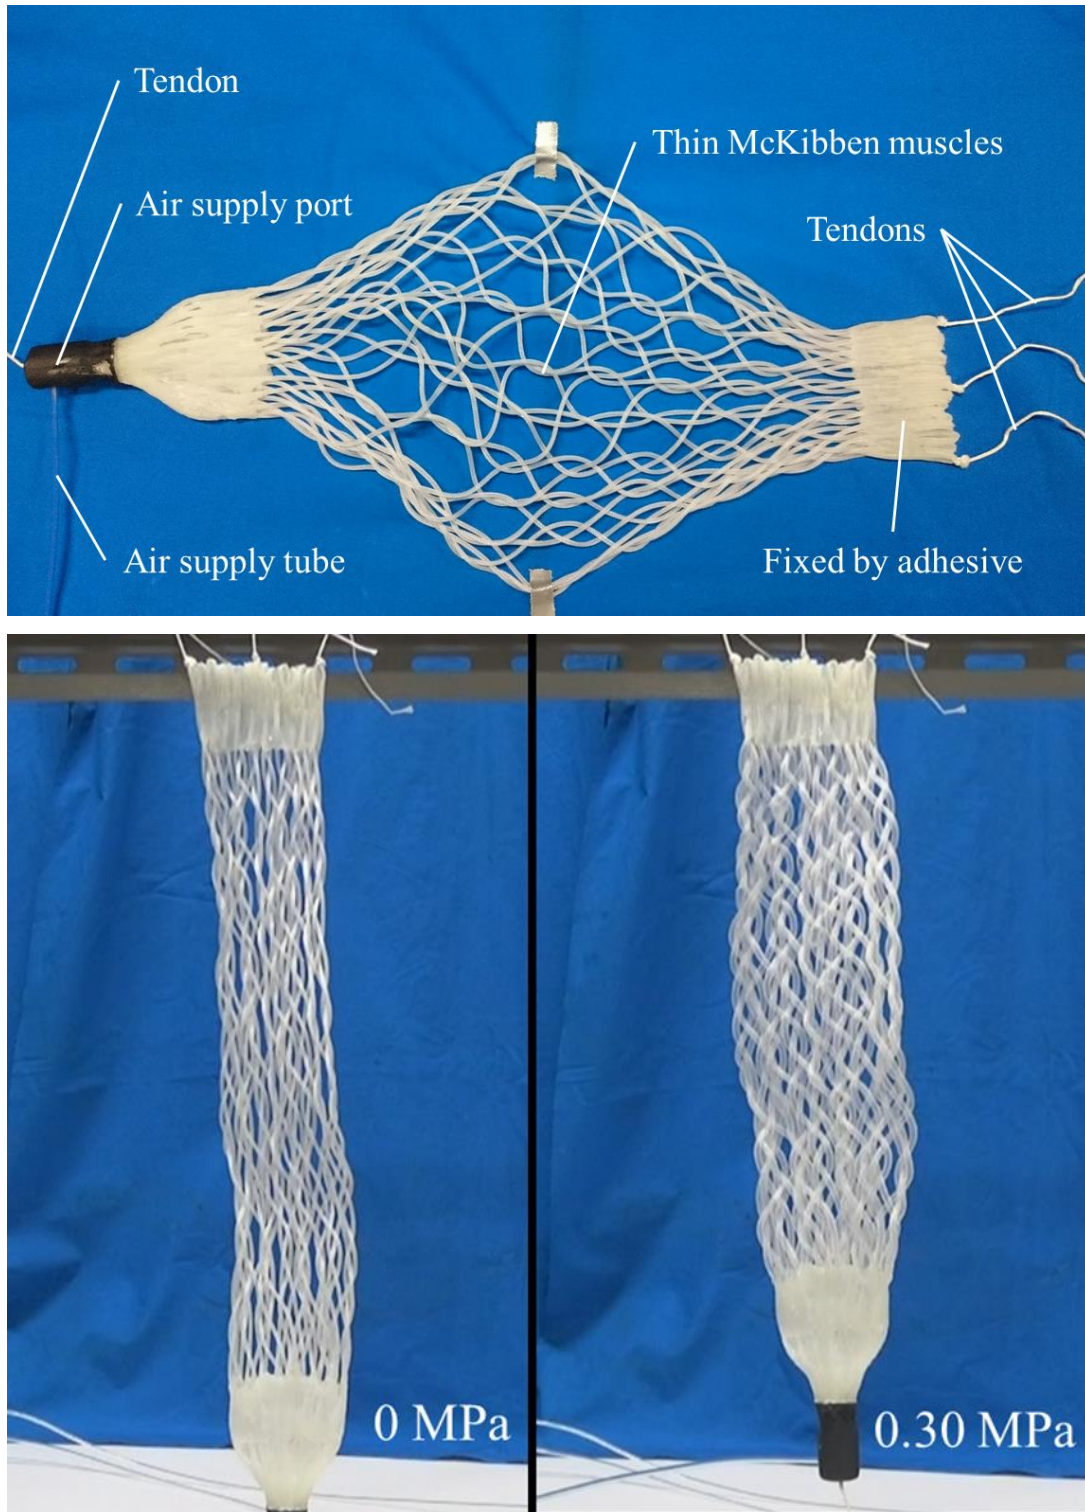 Tendon
Thin McKibben muscles
Air supply port
Tendons
Air supply tube
Fixed by adhesive
0 MPa
0.30 MPa